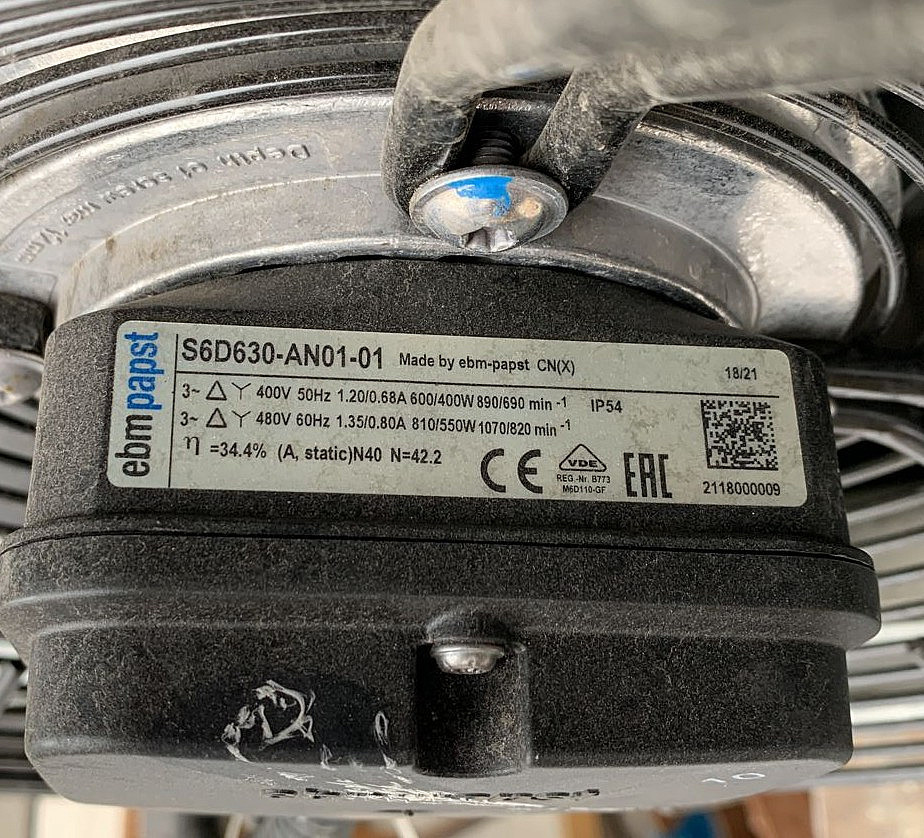 Depth of screw
ebmpapst
S6D630-AN01-01 Made by ebm-papst CN(X) 18/21
3~ △ Y 400V 50Hz 1.20/0.68A 600/400W 890/690 min -1 IP54
3~ △ Y 480V 60Hz 1.35/0.80A 810/550W 1070/820 min -1
η =34.4% (A, static)N40 N=42.2
CE VDE EAC
REG.-Nr. B773
M6D110-GF
2118000009
10